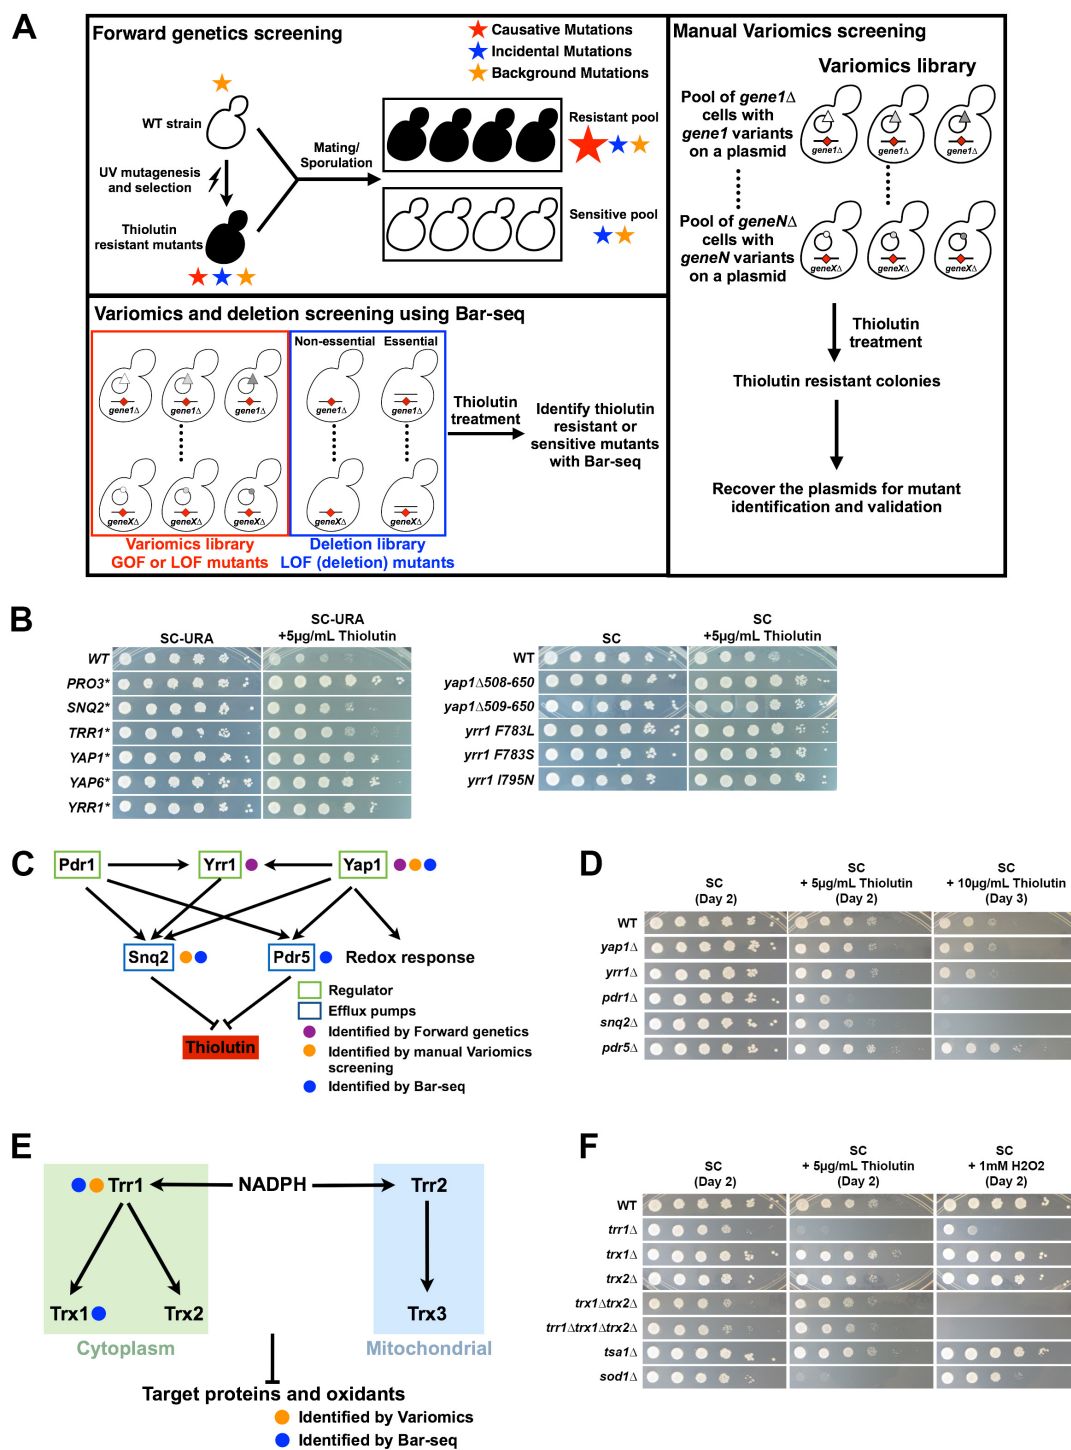 A
Forward genetics screening
Causative Mutations
Incidental Mutations
Background Mutations
WT strain
UV mutagenesis
and selection
Thiolutin
resistant mutants
Mating/
Sporulation
Resistant pool
Sensitive pool
Manual Variomics screening
Variomics library
Pool of gene1Δ
cells with
gene1 variants
on a plasmid
gene1Δ
gene1Δ
gene1Δ
Pool of geneNΔ
cells with
geneN variants
on a plasmid
geneXΔ
geneXΔ
geneXΔ
Thiolutin
treatment
Thiolutin resistant colonies
Recover the plasmids for mutant
identification and validation
Variomics and deletion screening using Bar-seq
Non-essential
Essential
gene1Δ
gene1Δ
gene1Δ
gene1Δ
gene1Δ
geneXΔ
geneXΔ
geneXΔ
geneXΔ
geneXΔ
Variomics library
GOF or LOF mutants
Deletion library
LOF (deletion) mutants
Thiolutin
treatment
Identify thiolutin
resistant or
sensitive mutants
with Bar-seq
B
SC-URA
SC-URA
+5µg/mL Thiolutin
WT
PRO3*
SNQ2*
TRR1*
YAP1*
YAP6*
YRR1*
SC
SC
+5µg/mL Thiolutin
WT
yap1Δ508-650
yap1Δ509-650
yrr1 F783L
yrr1 F783S
yrr1 I795N
C
Pdr1
Yrr1
Yap1
Snq2
Pdr5
Redox response
Thiolutin
Regulator
Efflux pumps
Identified by Forward genetics
Identified by manual Variomics
screening
Identified by Bar-seq
D
SC
(Day 2)
SC
+ 5µg/mL Thiolutin
(Day 2)
SC
+ 10µg/mL Thiolutin
(Day 3)
WT
yap1Δ
yrr1Δ
pdr1Δ
snq2Δ
pdr5Δ
E
Trr1
NADPH
Trr2
Trx1
Trx2
Trx3
Cytoplasm
Mitochondrial
Target proteins and oxidants
Identified by Variomics
Identified by Bar-seq
F
SC
(Day 2)
SC
+ 5µg/mL Thiolutin
(Day 2)
SC
+ 1mM H2O2
(Day 2)
WT
trr1Δ
trx1Δ
trx2Δ
trx1Δtrx2Δ
trr1Δtrx1Δtrx2Δ
tsa1Δ
sod1Δ